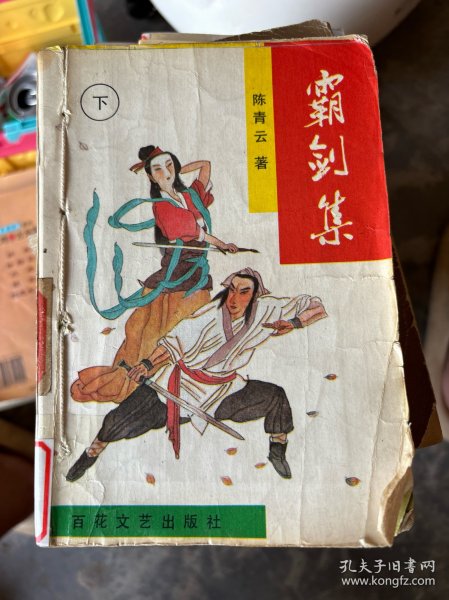 霸剑集
陈青云 著
下
百花文艺出版社
孔夫子旧书网
www.kongfz.com